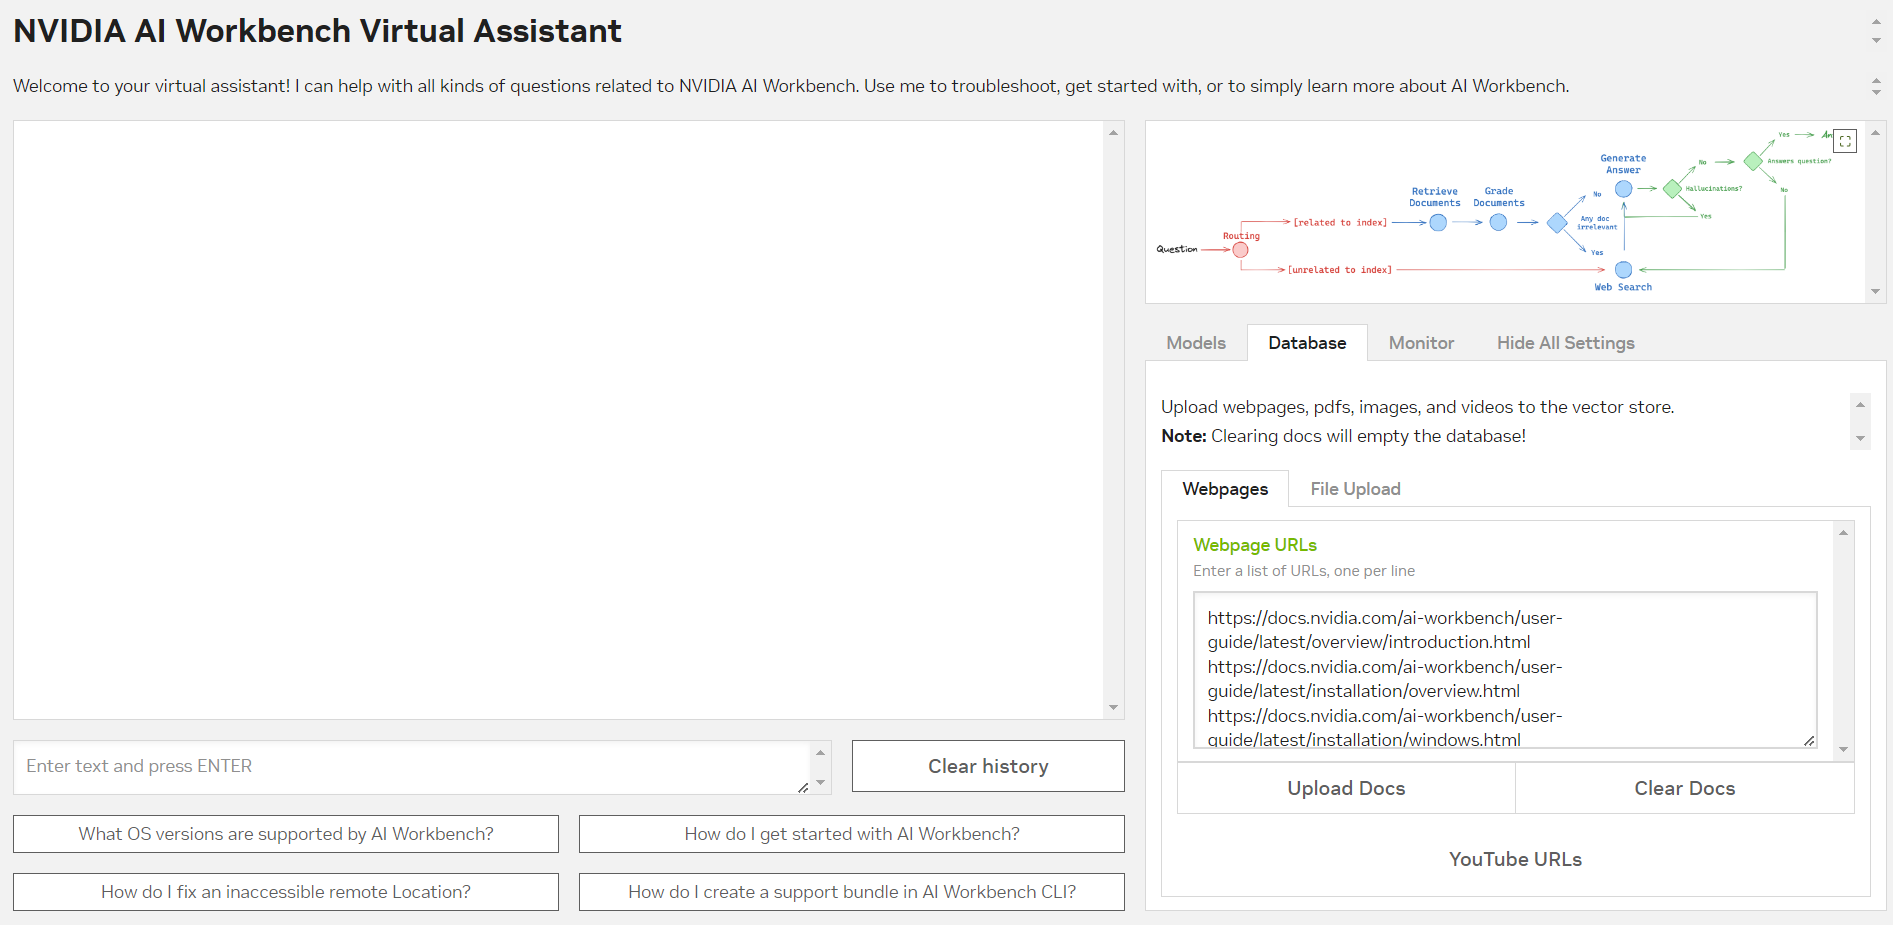 NVIDIA AI Workbench Virtual Assistant
Welcome to your virtual assistant! I can help with all kinds of questions related to NVIDIA AI Workbench. Use me to troubleshoot, get started with, or to simply learn more about AI Workbench.
Question
Routing
[related to index]
[unrelated to index]
Retrieve
Documents
Grade
Documents
No
Any doc
irrelevant
Yes
Generate
Answer
Web Search
No
Hallucinations?
Yes
Yes
Answers question?
No
Models
Database
Monitor
Hide All Settings
Upload webpages, pdfs, images, and videos to the vector store.
Note: Clearing docs will empty the database!
Webpages
File Upload
Webpage URLs
Enter a list of URLs, one per line
https://docs.nvidia.com/ai-workbench/user-
guide/latest/overview/introduction.html
https://docs.nvidia.com/ai-workbench/user-
guide/latest/installation/overview.html
https://docs.nvidia.com/ai-workbench/user-
guide/latest/installation/windows.html
Upload Docs
Clear Docs
YouTube URLs
Enter text and press ENTER
Clear history
What OS versions are supported by AI Workbench?
How do I get started with AI Workbench?
How do I fix an inaccessible remote Location?
How do I create a support bundle in AI Workbench CLI?